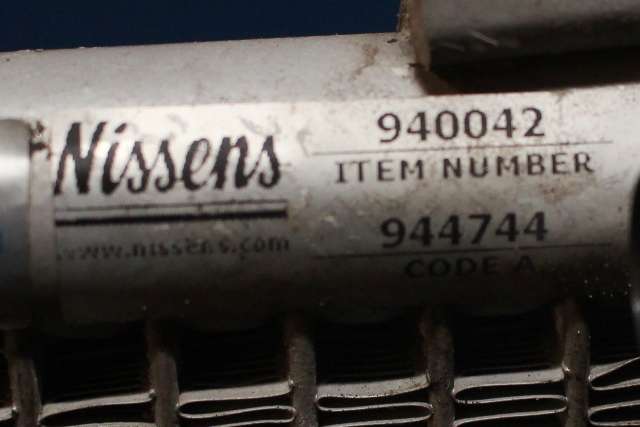 Nissens
www.nissens.com
940042
ITEM NUMBER
944744
CODE A